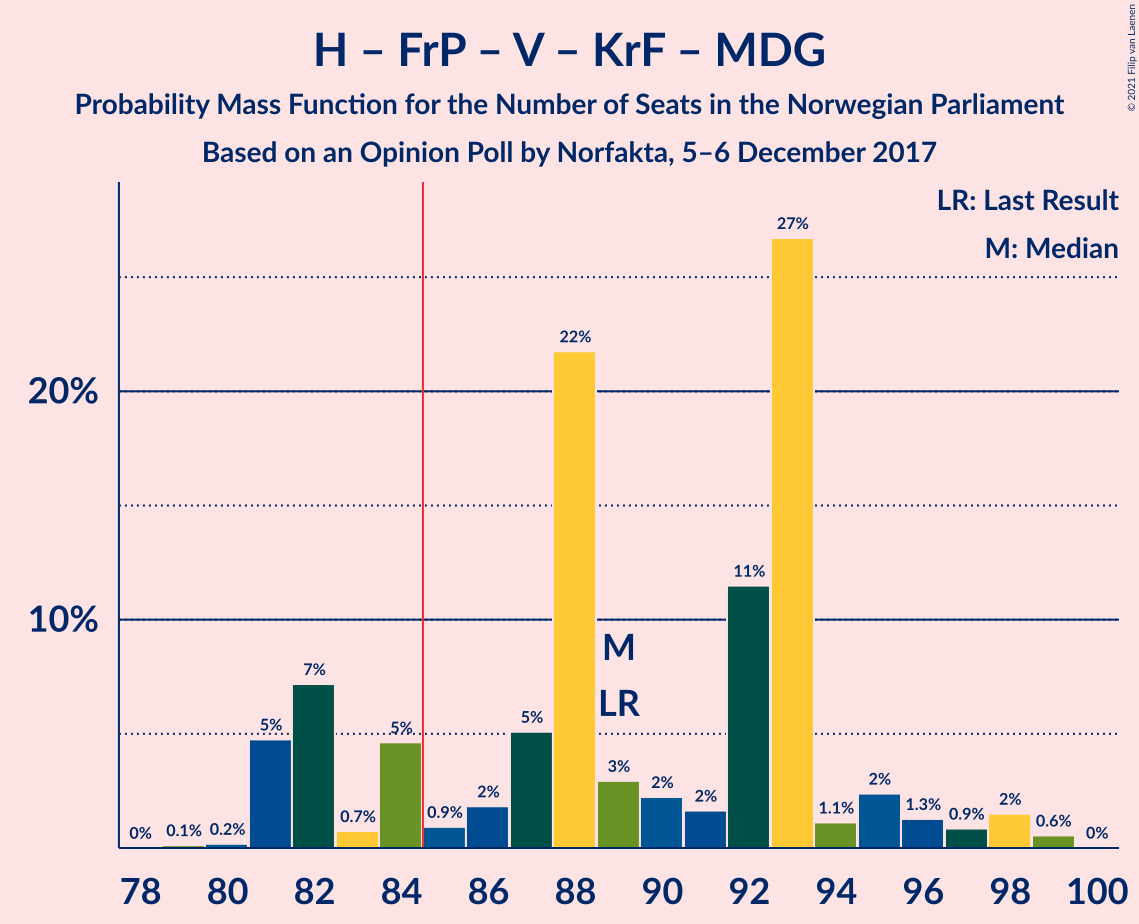 H – FrP – V – KrF – MDG
Probability Mass Function for the Number of Seats in the Norwegian Parliament
Based on an Opinion Poll by Norfakta, 5–6 December 2017
© 2021 Filip van Laenen
LR: Last Result
M: Median
20%
10%
0%
0.1%
0.2%
5%
7%
0.7%
5%
0.9%
2%
5%
22%
3%
2%
2%
11%
27%
1.1%
2%
1.3%
0.9%
2%
0.6%
0%
M
LR
78 80 82 84 86 88 90 92 94 96 98 100